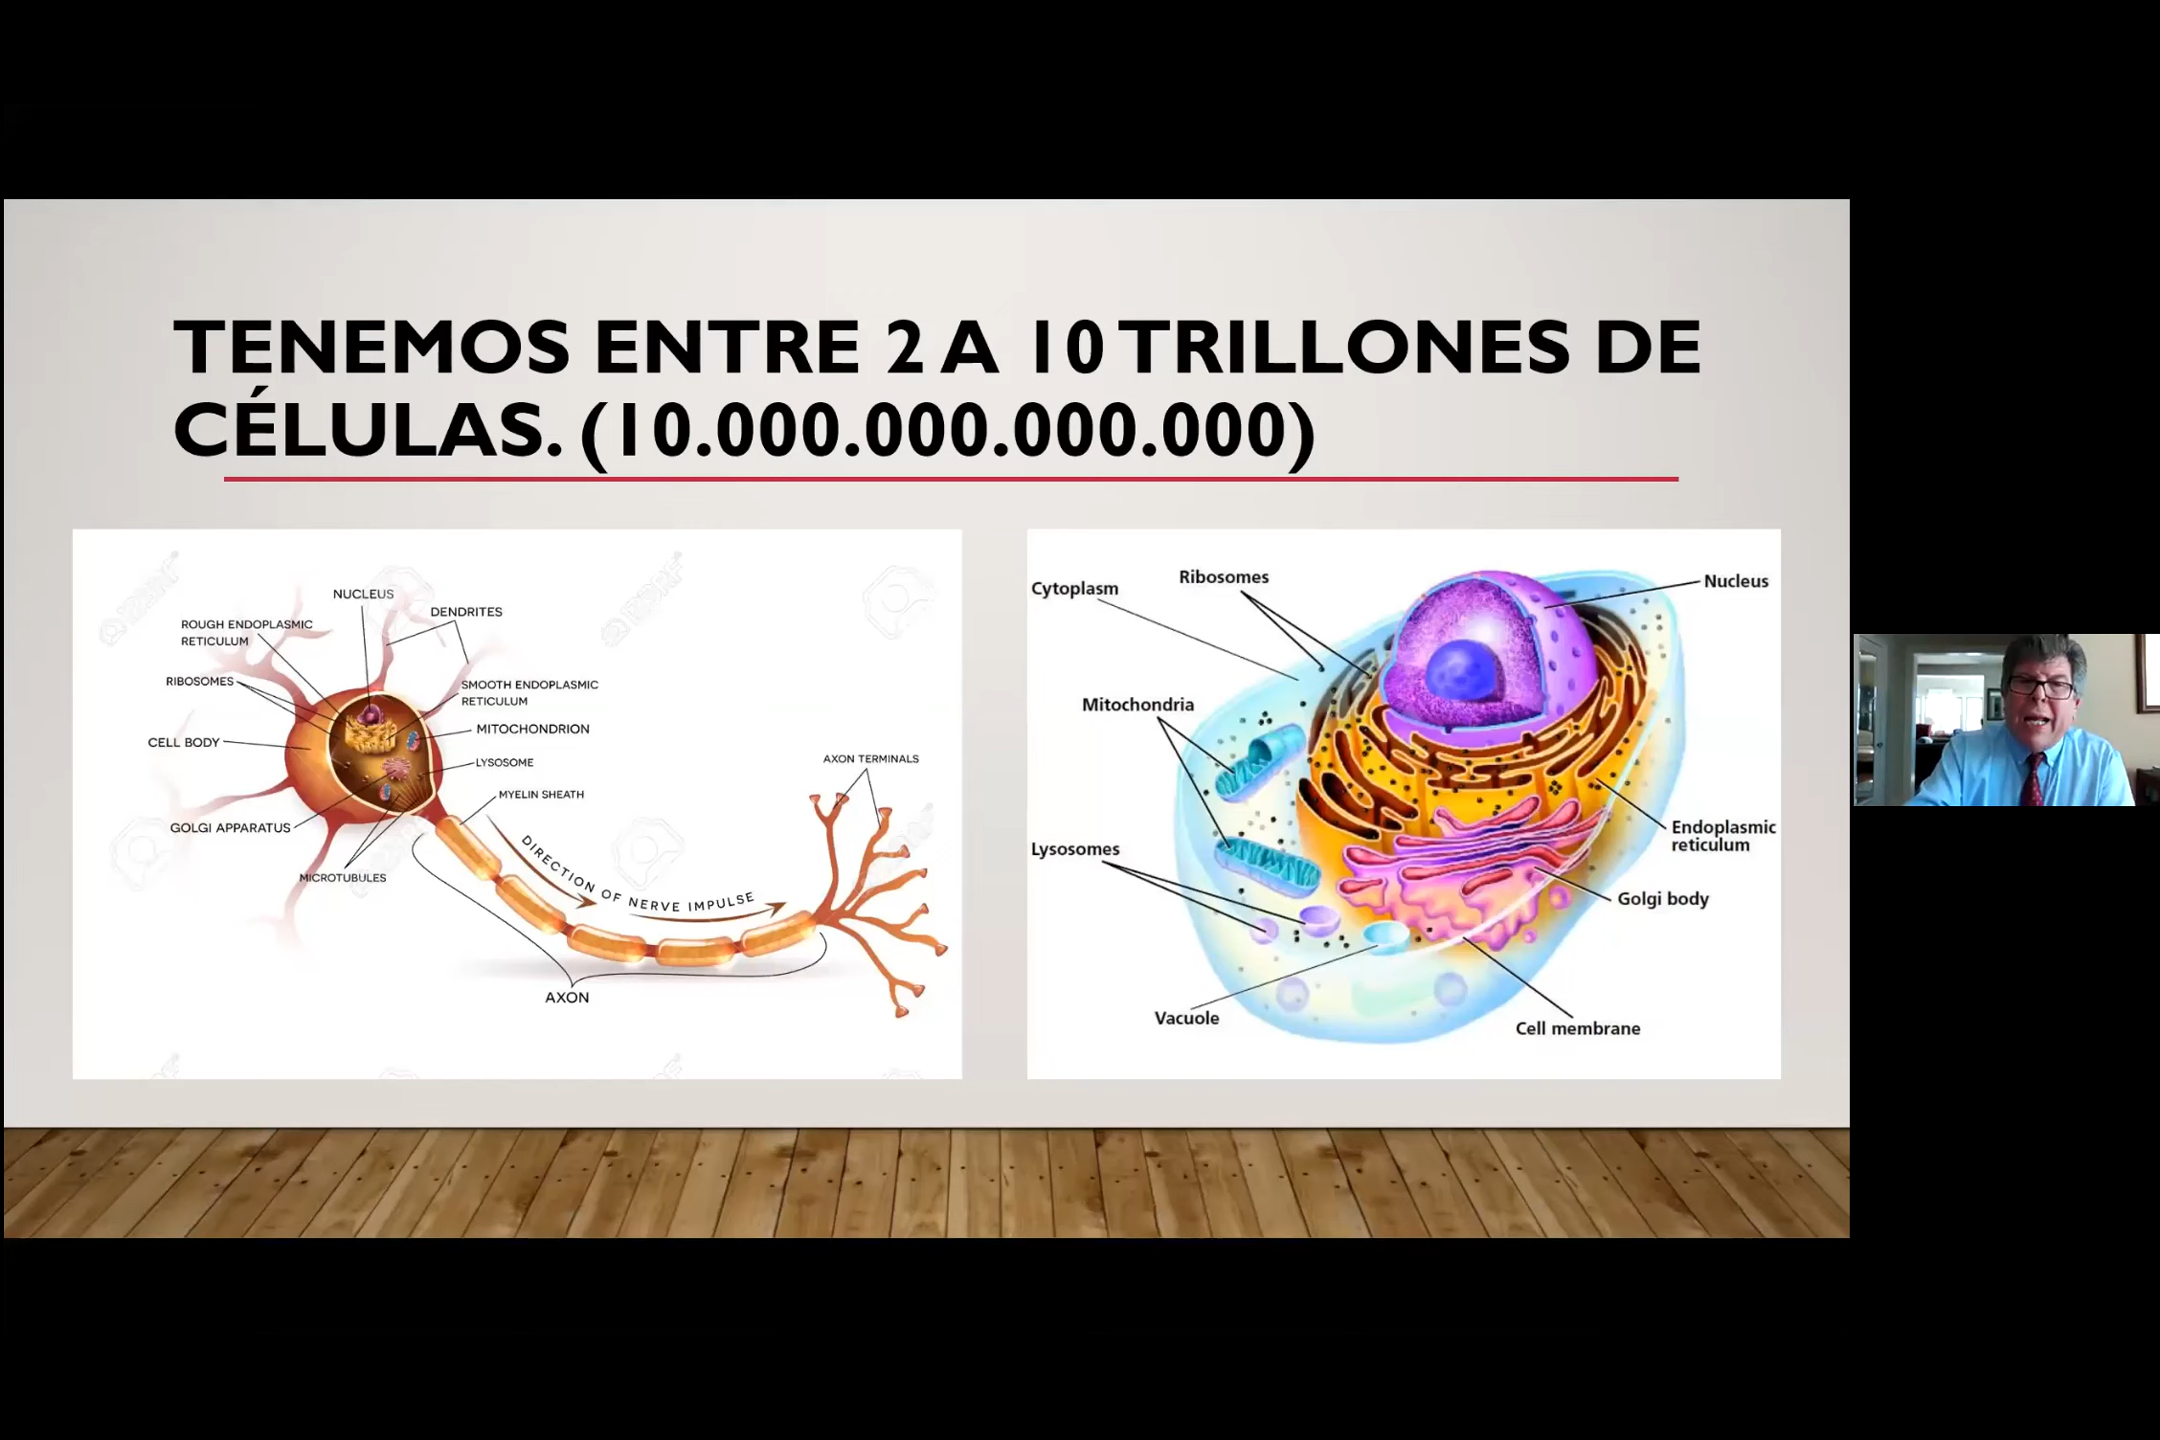 TENEMOS ENTRE 2 A 10 TRILLONES DE
CÉLULAS. (10.000.000.000.000)
NUCLEUS
DENDRITES
ROUGH ENDOPLASMIC
RETICULUM
RIBOSOMES
SMOOTH ENDOPLASMIC
RETICULUM
MITOCHONDRION
CELL BODY
LYSOSOME
MYELIN SHEATH
GOLGI APPARATUS
MICROTUBULES
DIRECTION OF NERVE IMPULSE
AXON TERMINALS
AXON
Cytoplasm
Ribosomes
Nucleus
Mitochondria
Lysosomes
Endoplasmic
reticulum
Golgi body
Vacuole
Cell membrane